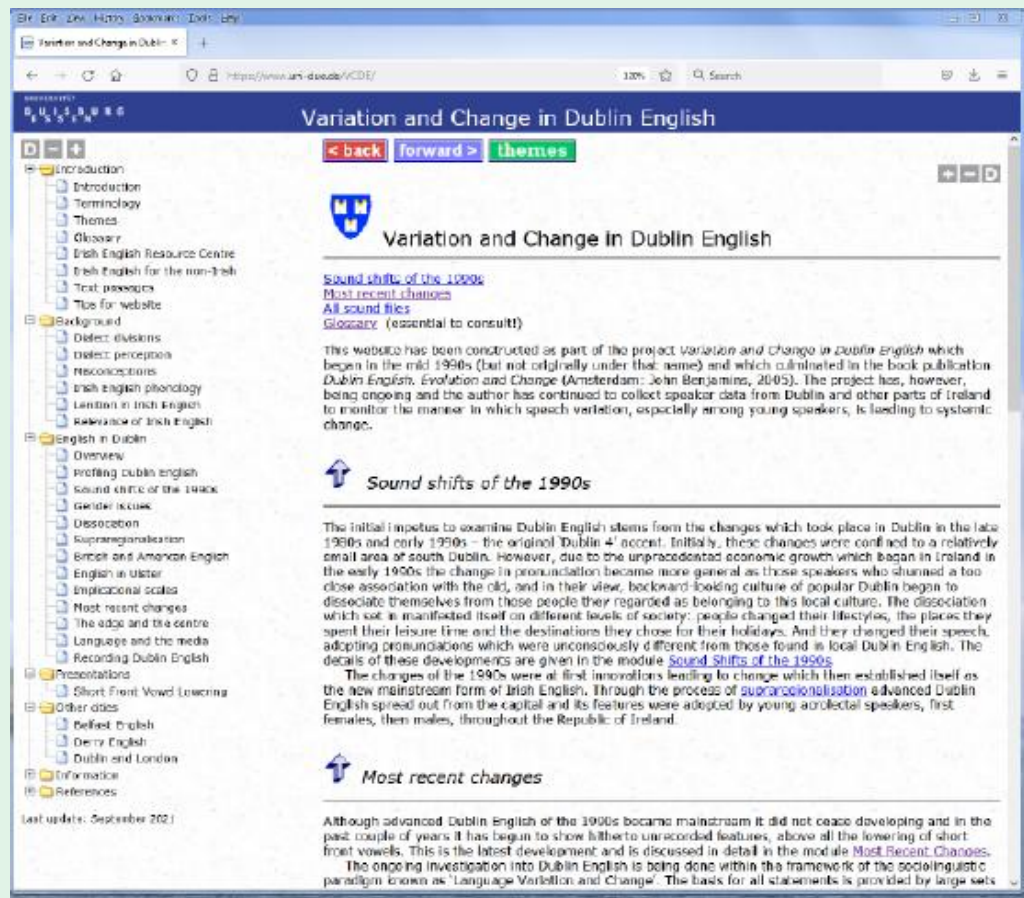 File Edit View History Bookmarks Tools Help
Variation and Change in Dublin
https://www.uni-due.de/VCDE/
120%
Search
UNIVERSITÄT
DUISBURG
ESSEN
Variation and Change in Dublin English
D - +
< back forward > themes
+ - D
Introduction
Introduction
Terminology
Themes
Glossary
Irish English Resource Centre
Irish English for the non-Irish
Text passages
Tips for website
Background
Dialect divisions
Dialect perception
Misconceptions
Irish English phonology
Lenition in Irish English
Relevance of Irish English
English in Dublin
Overview
Profiling Dublin English
Sound shifts of the 1990s
Gender issues
Dissociation
Supraregionalisation
British and American English
English in Ulster
Implicational scales
Most recent changes
The edge and the centre
Language and the media
Recording Dublin English
Presentations
Short Front Vowel Lowering
Other cities
Belfast English
Derry English
Dublin and London
Information
References
Last update: September 2021
Variation and Change in Dublin English
Sound shifts of the 1990s
Most recent changes
All sound files
Glossary (essential to consult!)
This website has been constructed as part of the project Variation and Change in Dublin English which
began in the mid 1990s (but not originally under that name) and which culminated in the book publication
Dublin English. Evolution and Change (Amsterdam: John Benjamins, 2005). The project has, however,
being ongoing and the author has continued to collect speaker data from Dublin and other parts of Ireland
to monitor the manner in which speech variation, especially among young speakers, is leading to systemic
change.
Sound shifts of the 1990s
The initial impetus to examine Dublin English stems from the changes which took place in Dublin in the late
1980s and early 1990s – the original 'Dublin 4' accent. Initially, these changes were confined to a relatively
small area of south Dublin. However, due to the unprecedented economic growth which began in Ireland in
the early 1990s the change in pronunciation became more general as those speakers who shunned a too
close association with the old, and in their view, backward-looking culture of popular Dublin began to
dissociate themselves from those people they regarded as belonging to this local culture. The dissociation
which set in manifested itself on different levels of society: people changed their lifestyles, the places they
spent their leisure time and the destinations they chose for their holidays. And they changed their speech,
adopting pronunciations which were unconsciously different from those found in local Dublin English. The
details of these developments are given in the module Sound Shifts of the 1990s
The changes of the 1990s were at first innovations leading to change which then established itself as
the new mainstream form of Irish English. Through the process of supraregionalisation advanced Dublin
English spread out from the capital and its features were adopted by young acrolectal speakers, first
females, then males, throughout the Republic of Ireland.
Most recent changes
Although advanced Dublin English of the 1990s became mainstream it did not cease developing and in the
past couple of years it has begun to show hitherto unrecorded features, above all the lowering of short
front vowels. This is the latest development and is discussed in detail in the module Most Recent Changes.
The ongoing investigation into Dublin English is being done within the framework of the sociolinguistic
paradigm known as 'Language Variation and Change'. The basis for all statements is provided by large sets